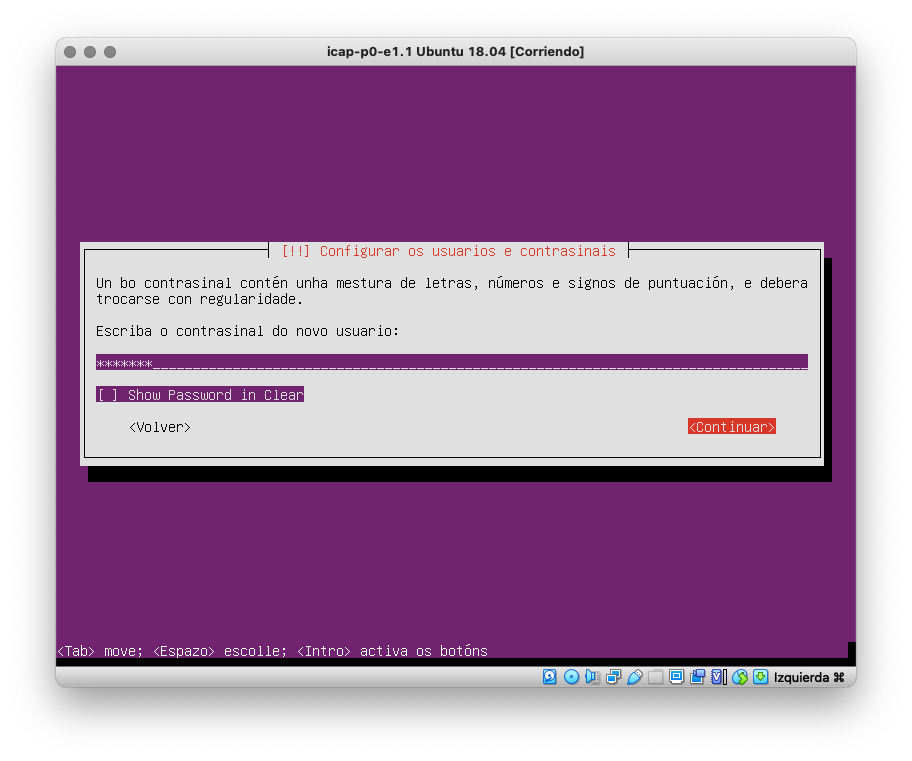 icap-p0-e1.1 Ubuntu 18.04 [Corriendo]
[!!] Configurar os usuarios e contrasinais
Un bo contrasinal contén unha mestura de letras, números e signos de puntuación, e debera
trocarse con regularidade.
Escriba o contrasinal do novo usuario:
*******
[ ] Show Password in Clear
<Volver> <Continuar>
<Tab> move; <Espazo> escolle; <Intro> activa os botóns
Izquierda ⌘